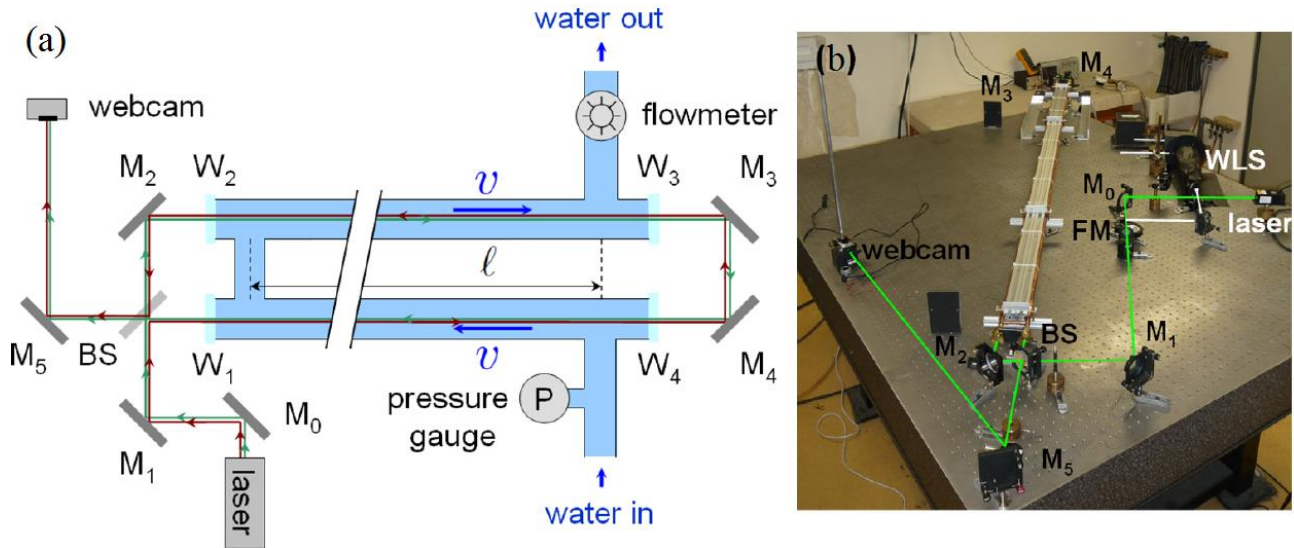 (a)
water out
webcam
flowmeter
M2
W2
W3
M3
v
ℓ
v
M5
BS
W1
W4
M4
M1
M0
pressure
gauge
P
laser
water in
(b)
M4
M3
WLS
M0
laser
FM
webcam
M2
BS
M1
M5